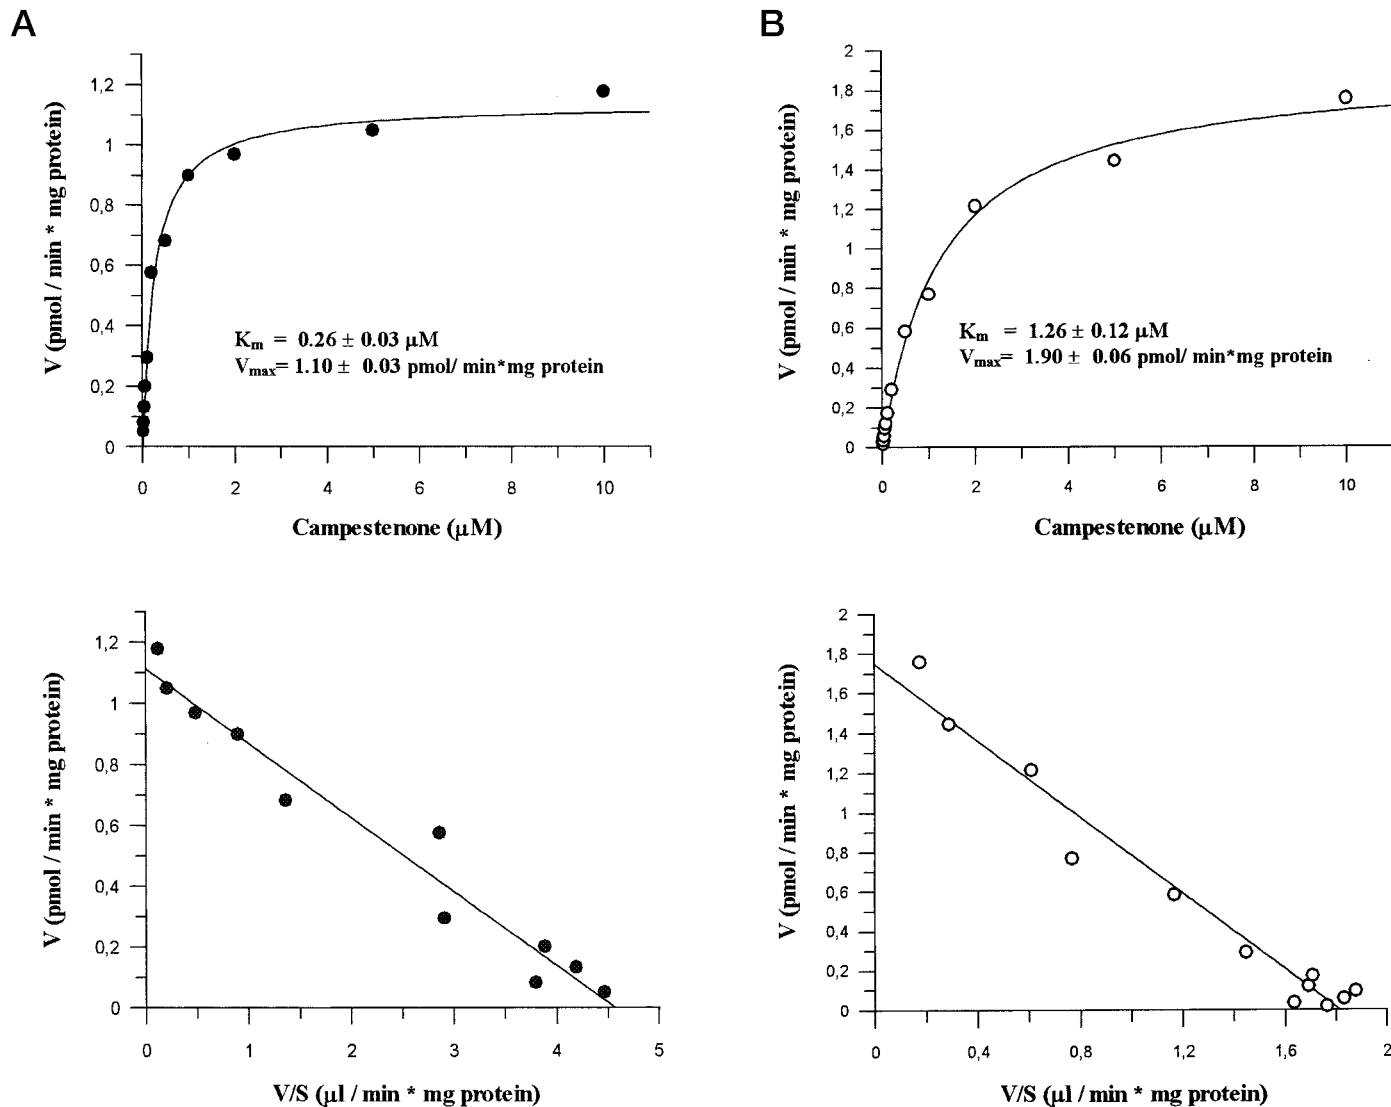 A
V (pmol / min * mg protein)
1,2
1
0,8
0,6
0,4
0,2
0
Km = 0.26 ± 0.03 μM
Vmax= 1.10 ± 0.03 pmol/ min*mg protein
0 2 4 6 8 10
Campestenone (μM)
B
V (pmol / min * mg protein)
2
1,8
1,6
1,4
1,2
1
0,8
0,6
0,4
0,2
0
Km = 1.26 ± 0.12 μM
Vmax= 1.90 ± 0.06 pmol/ min*mg protein
0 2 4 6 8 10
Campestenone (μM)
V (pmol / min * mg protein)
1,2
1
0,8
0,6
0,4
0,2
0
0 1 2 3 4 5
V/S (μl / min * mg protein)
V (pmol / min * mg protein)
2
1,8
1,6
1,4
1,2
1
0,8
0,6
0,4
0,2
0
0 0,4 0,8 1,2 1,6 2
V/S (μl / min * mg protein)